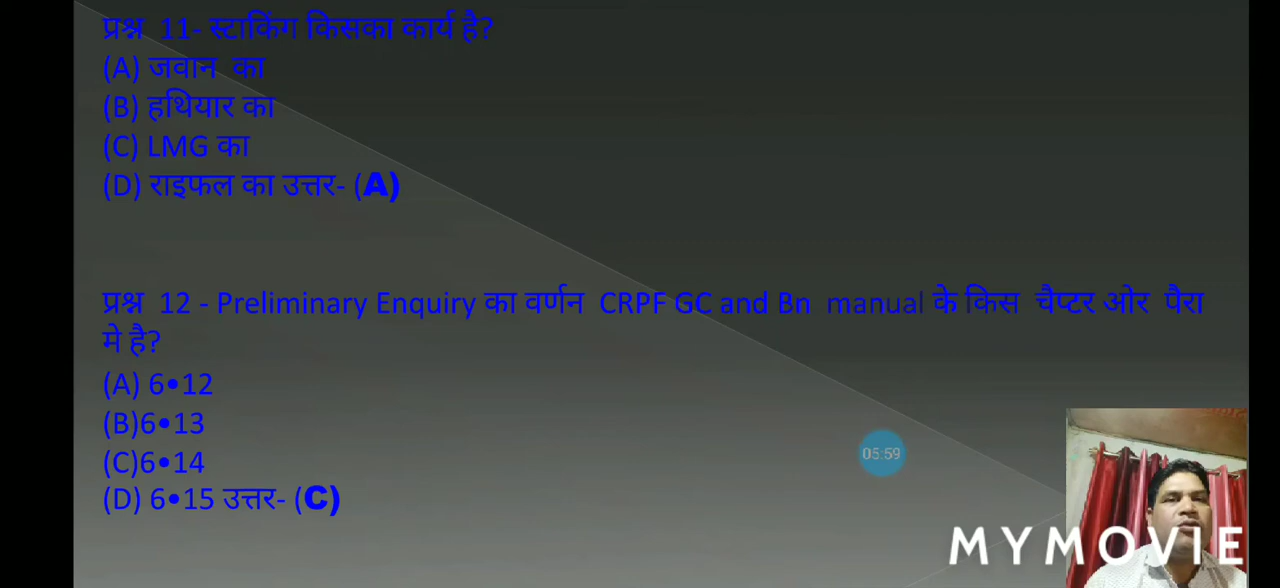 प्रश्न 11- स्टाकिंग किसका कार्य है?
(A) जवान का
(B) हथियार का
(C) LMG का
(D) राइफल का उत्तर- (A)
प्रश्न 12 - Preliminary Enquiry का वर्णन CRPF GC and Bn manual के किस चैप्टर ओर पैरा
मे है?
(A) 6•12
(B)6•13
(C)6•14
(D) 6•15 उत्तर- (C)
05:59
MYMOVIE